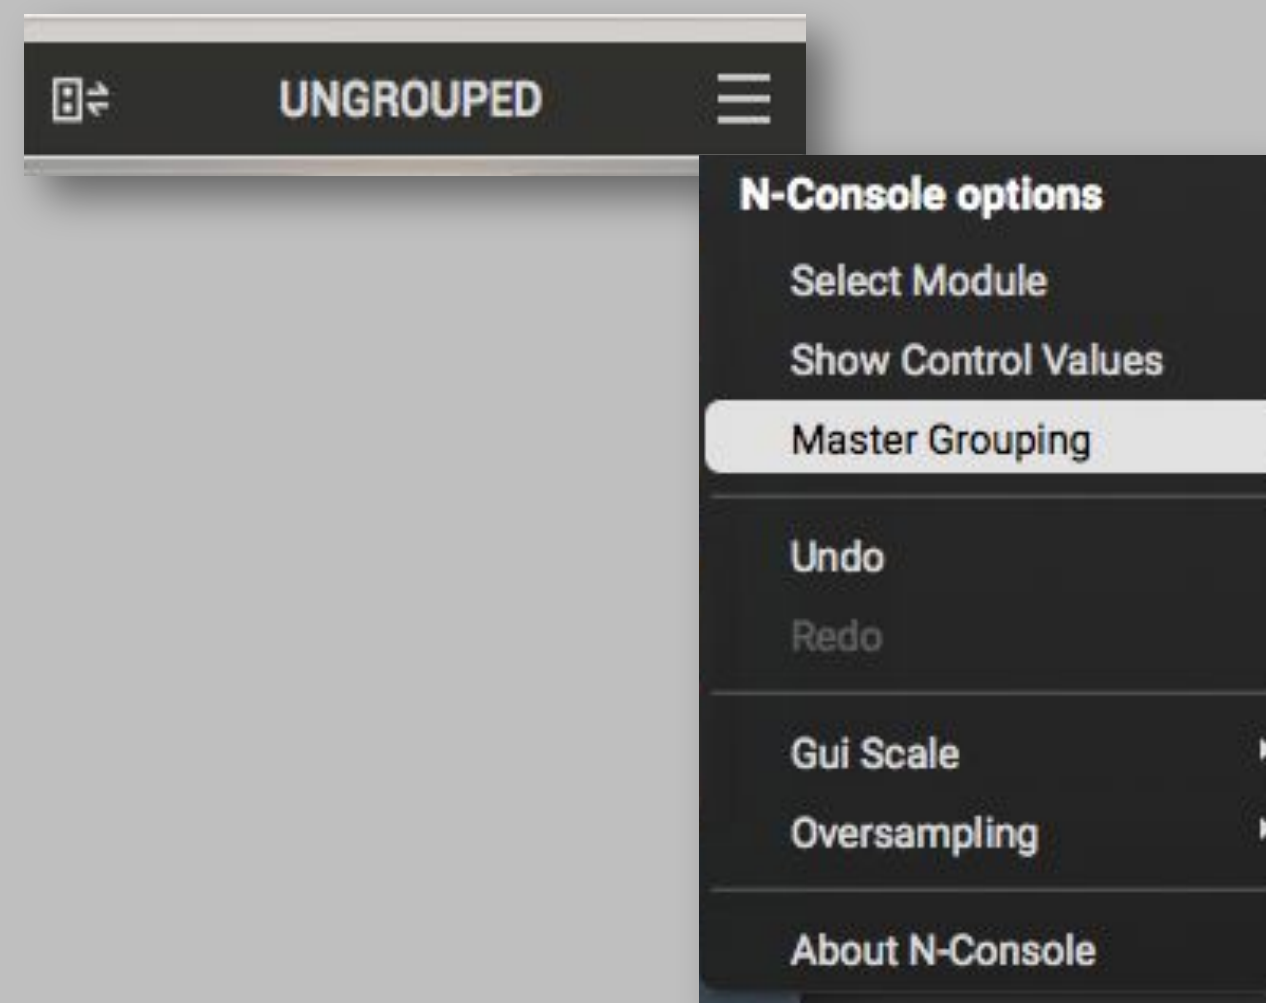 UNGROUPED
N-Console options
Select Module
Show Control Values
Master Grouping
Undo
Redo
Gui Scale
Oversampling
About N-Console